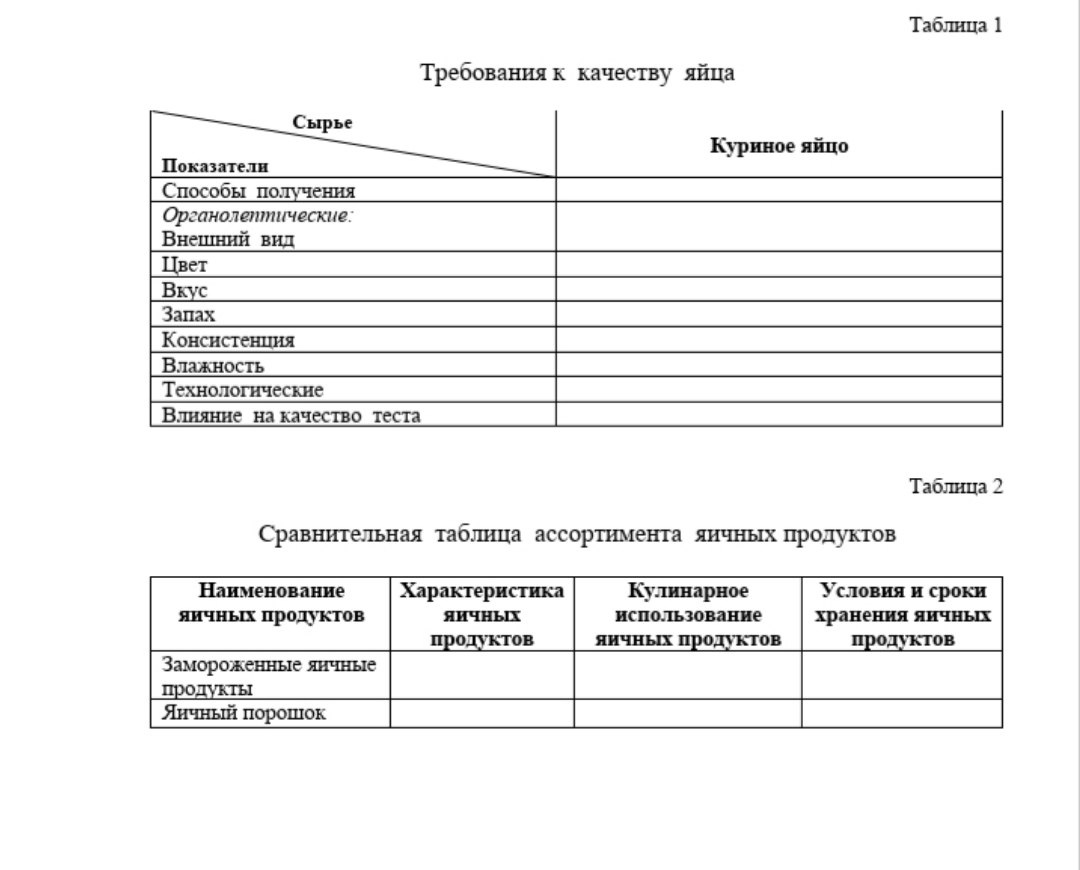 Таблица 1
Требования к качеству яйца
Сырье
Показатели
Куриное яйцо
Способы получения
Органолептические:
Внешний вид
Цвет
Вкус
Запах
Консистенция
Влажность
Технологические
Влияние на качество теста
Таблица 2
Сравнительная таблица ассортимента яичных продуктов
Наименование
яичных продуктов
Характеристика
яичных
продуктов
Кулинарное
использование
яичных продуктов
Условия и сроки
хранения яичных
продуктов
Замороженные яичные
продукты
Яичный порошок